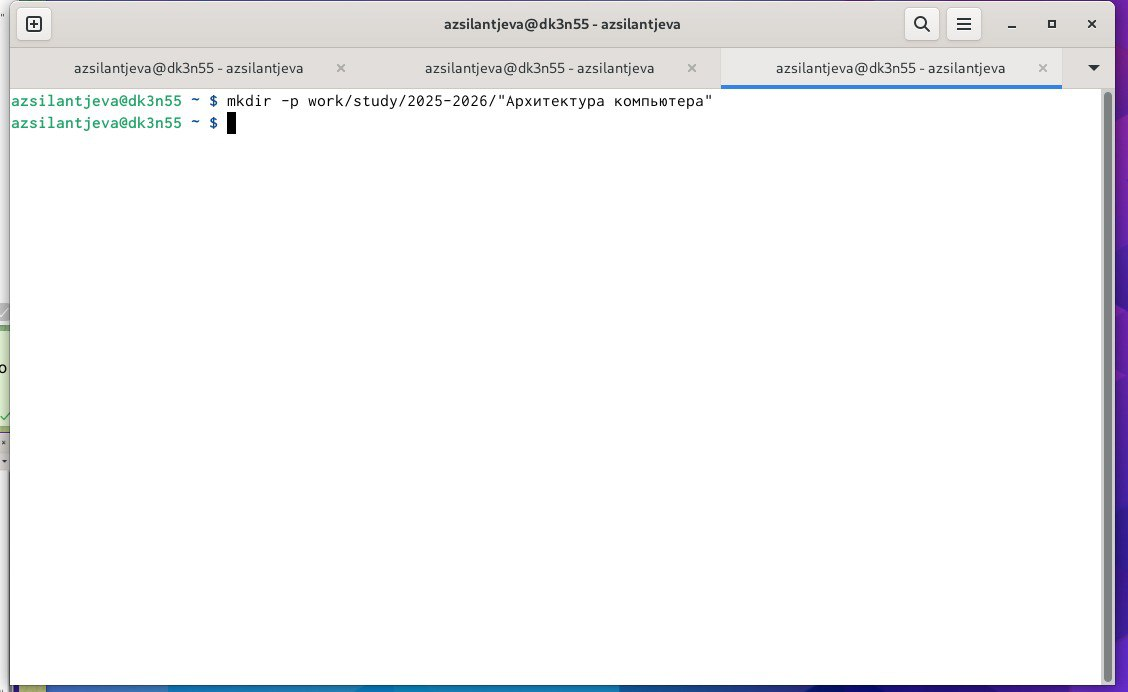 azsilantjeva@dk3n55 - azsilantjeva
azsilantjeva@dk3n55 - azsilantjeva
azsilantjeva@dk3n55 - azsilantjeva
azsilantjeva@dk3n55 - azsilantjeva
azsilantjeva@dk3n55 ~ $ mkdir -p work/study/2025-2026/"Архитектура компьютера"
azsilantjeva@dk3n55 ~ $